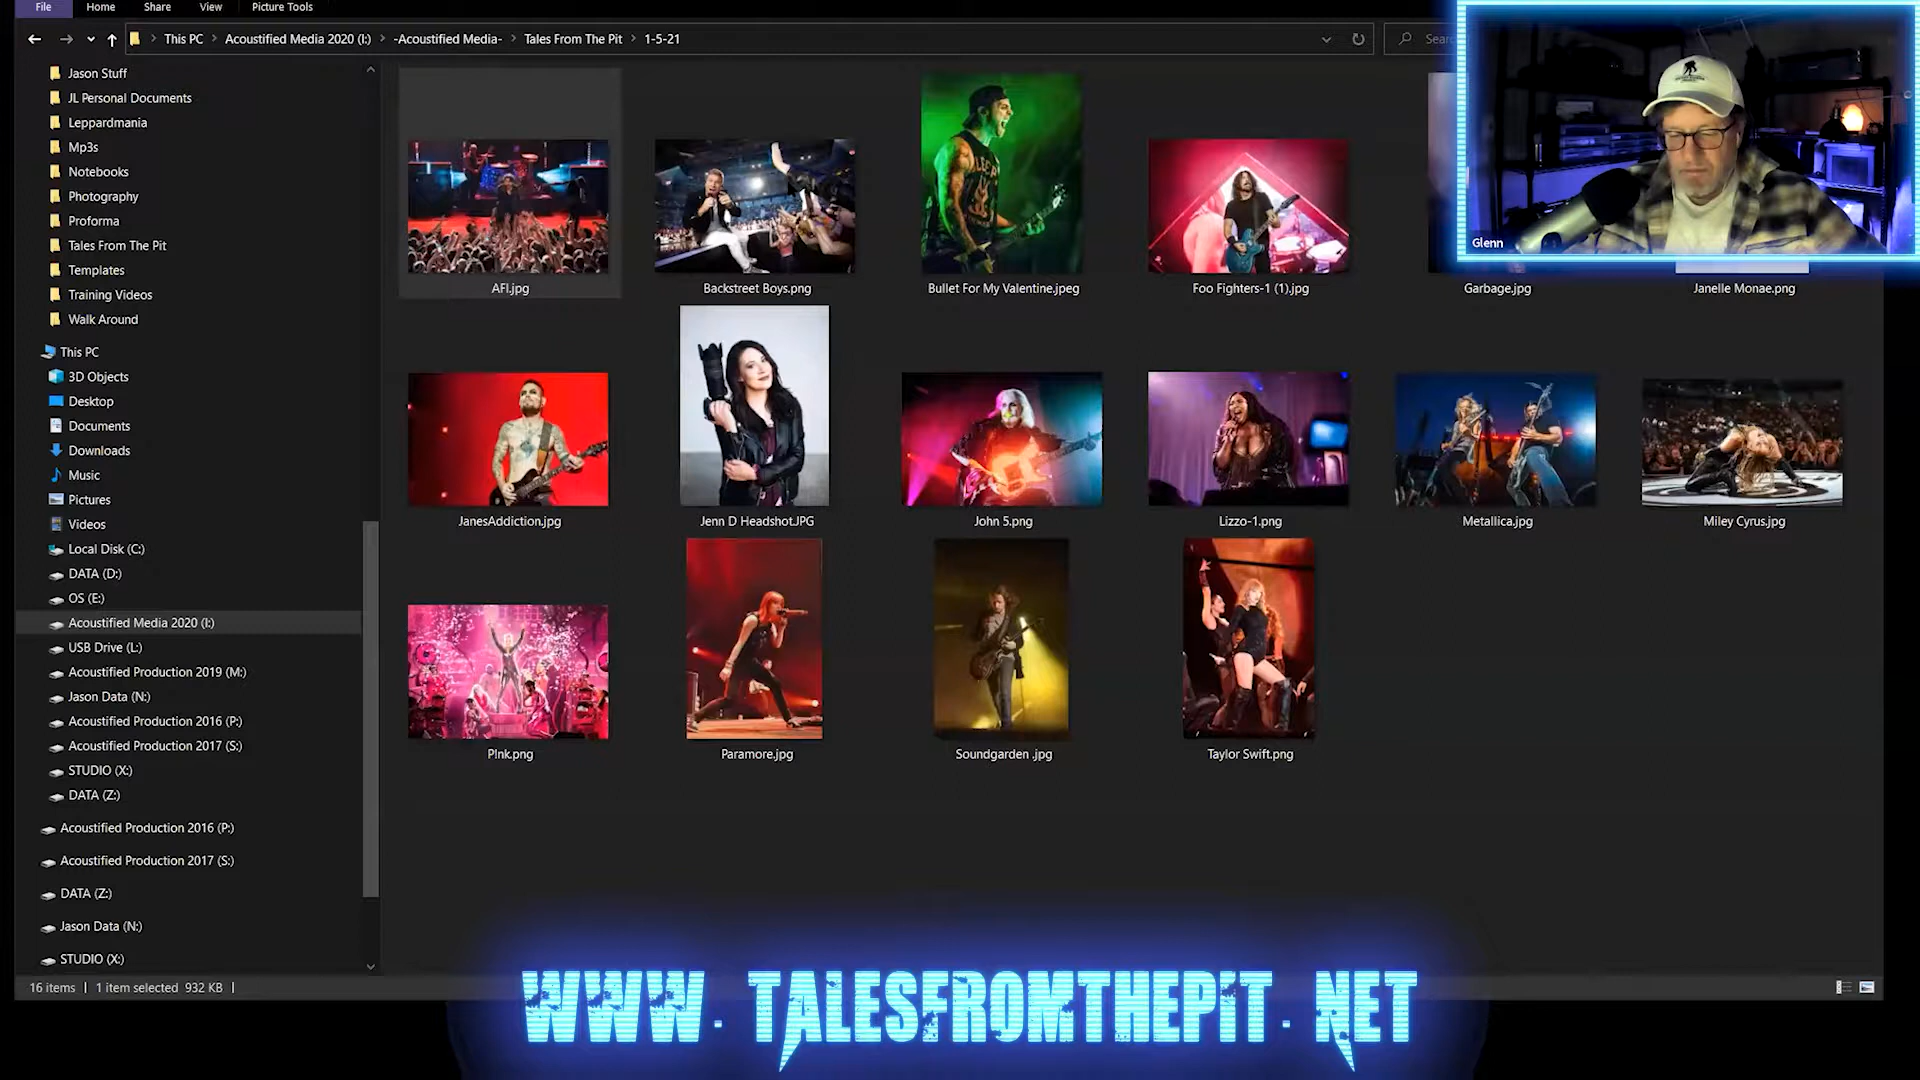 File Home Share View Picture Tools
This PC Acoustified Media 2020 (I:) -Acoustified Media- Tales From The Pit 1-5-21
Jason Stuff
JL Personal Documents
Leppardmania
Mp3s
Notebooks
Photography
Proforma
Tales From The Pit
Templates
Training Videos
Walk Around
This PC
3D Objects
Desktop
Documents
Downloads
Music
Pictures
Videos
Local Disk (C:)
DATA (D:)
OS (E:)
Acoustified Media 2020 (I:)
USB Drive (L:)
Acoustified Production 2019 (M:)
Jason Data (N:)
Acoustified Production 2016 (P:)
Acoustified Production 2017 (S:)
STUDIO (X:)
DATA (Z:)
Acoustified Production 2016 (P:)
Acoustified Production 2017 (S:)
DATA (Z:)
Jason Data (N:)
STUDIO (X:)
AFI.jpg Backstreet Boys.png Bullet For My Valentine.jpeg Foo Fighters-1 (1).jpg Garbage.jpg Janelle Monae.png
JanesAddiction.jpg Jenn D Headshot.JPG John 5.png Lizzo-1.png Metallica.jpg Miley Cyrus.jpg
P!nk.png Paramore.jpg Soundgarden .jpg Taylor Swift.png
Glenn
16 items 1 item selected 932 KB
WWW.TALESFROMTHEPIT.NET